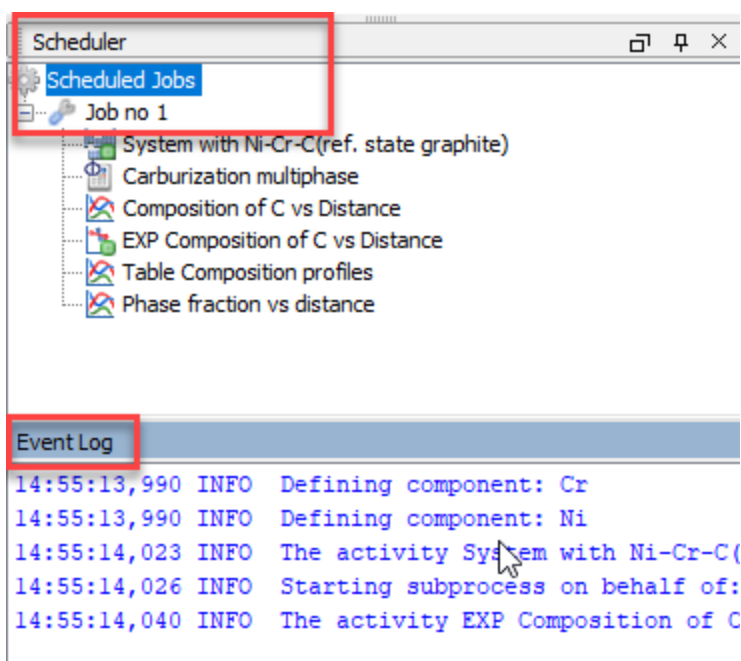 Scheduler
Scheduled Jobs
Job no 1
System with Ni-Cr-C(ref. state graphite)
Carburization multiphase
Composition of C vs Distance
EXP Composition of C vs Distance
Table Composition profiles
Phase fraction vs distance
Event Log
14:55:13,990 INFO Defining component: Cr
14:55:13,990 INFO Defining component: Ni
14:55:14,023 INFO The activity System with Ni-Cr-C(
14:55:14,026 INFO Starting subprocess on behalf of:
14:55:14,040 INFO The activity EXP Composition of C